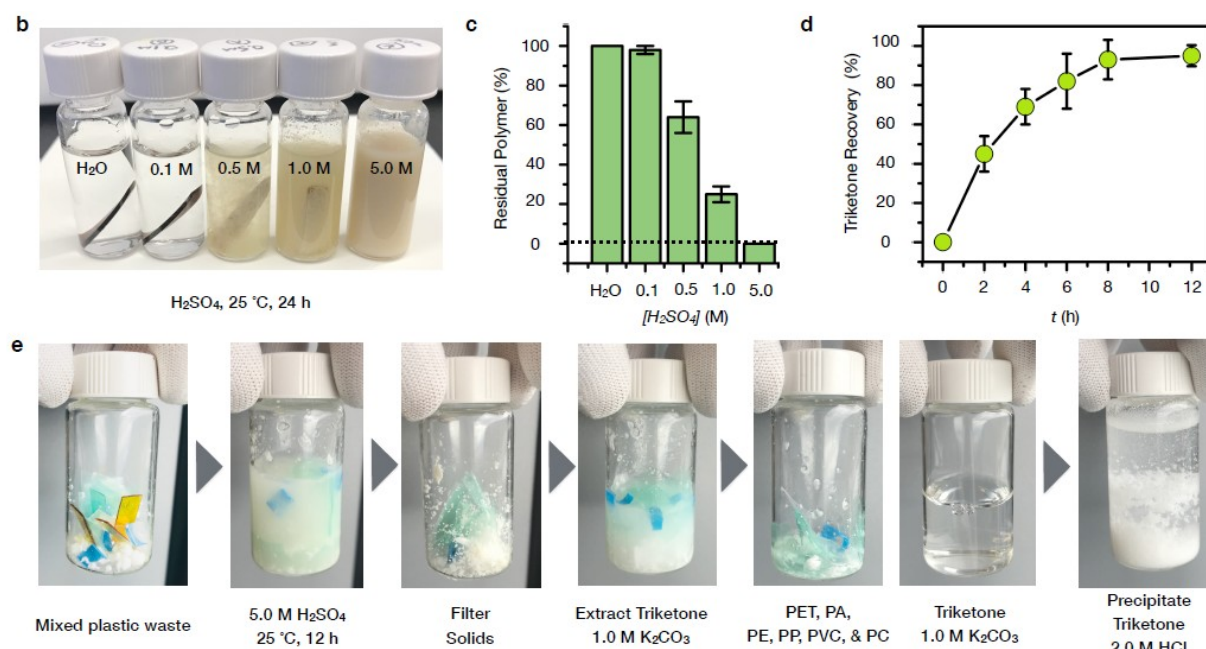 b
H₂O
0.1 M
0.5 M
1.0 M
5.0 M
H₂SO₄, 25 °C, 24 h
c
Residual Polymer (%)
100
80
60
40
20
0
H₂O 0.1 0.5 1.0 5.0
[H₂SO₄] (M)
d
Triketone Recovery (%)
100
80
60
40
20
0
0 2 4 6 8 10 12
t (h)
e
Mixed plastic waste
5.0 M H₂SO₄
25 °C, 12 h
Filter
Solids
Extract Triketone
1.0 M K₂CO₃
PET, PA,
PE, PP, PVC, & PC
Triketone
1.0 M K₂CO₃
Precipitate
Triketone
2.0 M HCl